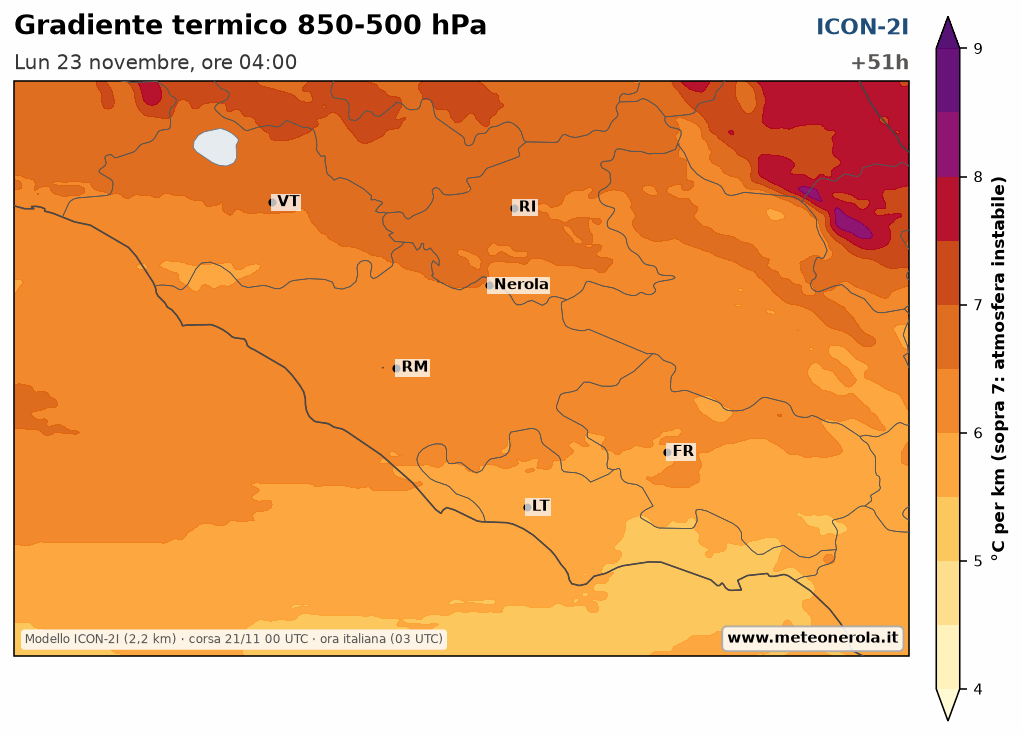 Gradiente termico 850-500 hPa
ICON-2I
Lun 23 novembre, ore 04:00
+51h
VT
RI
Nerola
RM
FR
LT
Modello ICON-2I (2,2 km) · corsa 21/11 00 UTC · ora italiana (03 UTC)
www.meteonerola.it
9
8
7
6
5
4
°C per km (sopra 7: atmosfera instabile)